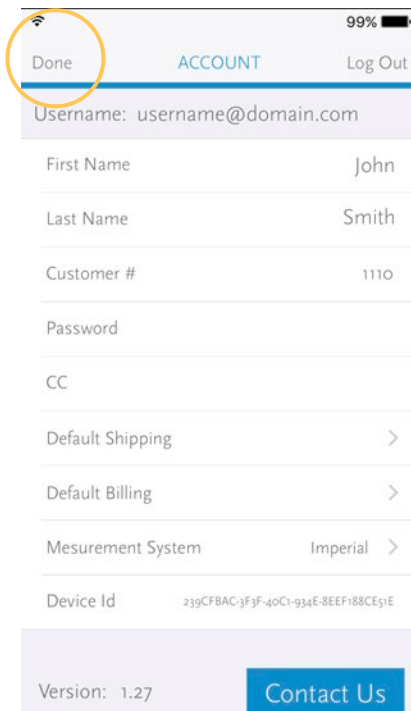 99%
Done ACCOUNT Log Out
Username: username@domain.com
First Name John
Last Name Smith
Customer # 1110
Password
CC
Default Shipping
Default Billing
Mesurement System Imperial
Device Id 239CFBAC-3F3F-40C1-934E-8EEF188CE51E
Version: 1.27 Contact Us